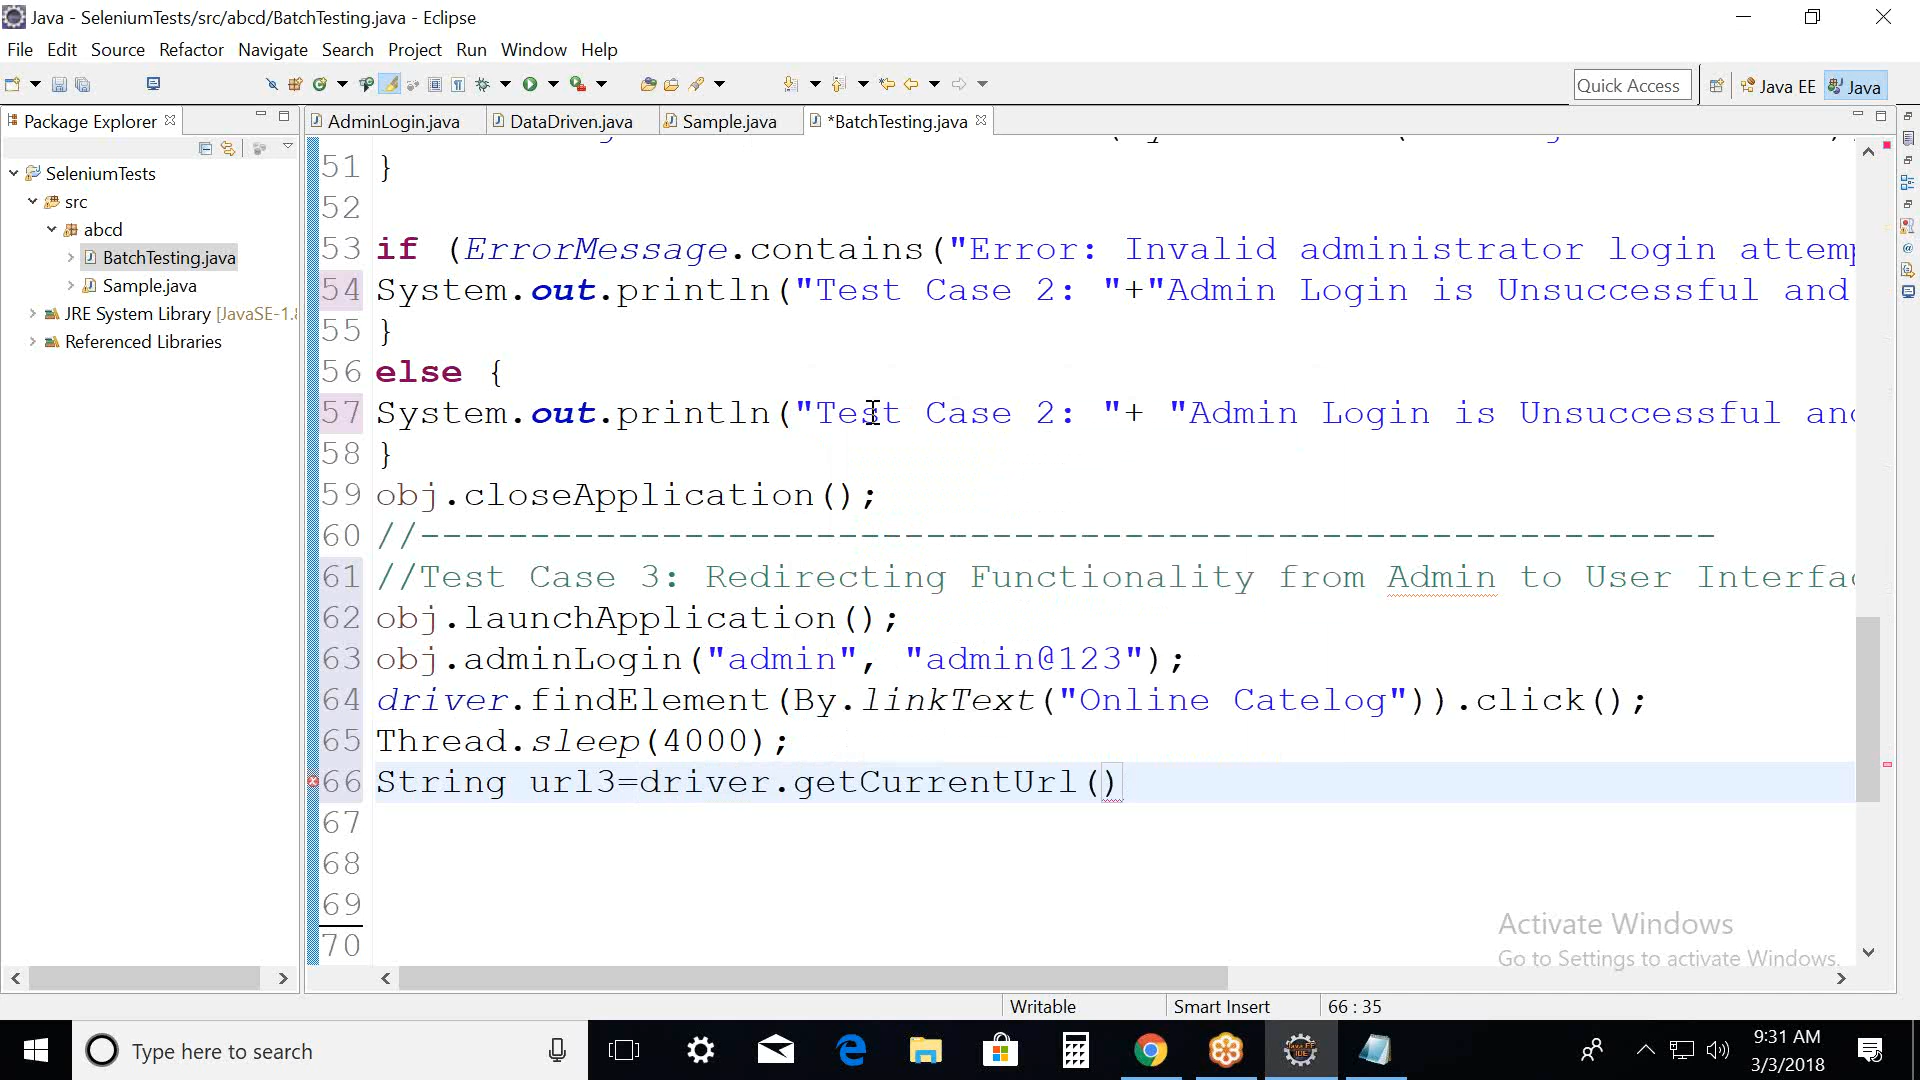 Java - SeleniumTests/src/abcd/BatchTesting.java - Eclipse
File Edit Source Refactor Navigate Search Project Run Window Help
Quick Access
Java EE
Java
Package Explorer
AdminLogin.java
DataDriven.java
Sample.java
*BatchTesting.java
SeleniumTests
src
abcd
BatchTesting.java
Sample.java
JRE System Library [JavaSE-1.8
Referenced Libraries
51 }
52
53 if (ErrorMessage.contains("Error: Invalid administrator login attemp
54 System.out.println("Test Case 2: "+"Admin Login is Unsuccessful and
55 }
56 else {
57 System.out.println("Test Case 2: "+ "Admin Login is Unsuccessful and
58 }
59 obj.closeApplication();
60 //-----------------------------------------------------------
61 //Test Case 3: Redirecting Functionality from Admin to User Interfac
62 obj.launchApplication();
63 obj.adminLogin("admin", "admin@123");
64 driver.findElement(By.linkText("Online Catelog")).click();
65 Thread.sleep(4000);
66 String url3=driver.getCurrentUrl()
67
68
69
70
Activate Windows
Go to Settings to activate Windows.
Writable
Smart Insert
66 : 35
Type here to search
9:31 AM
3/3/2018